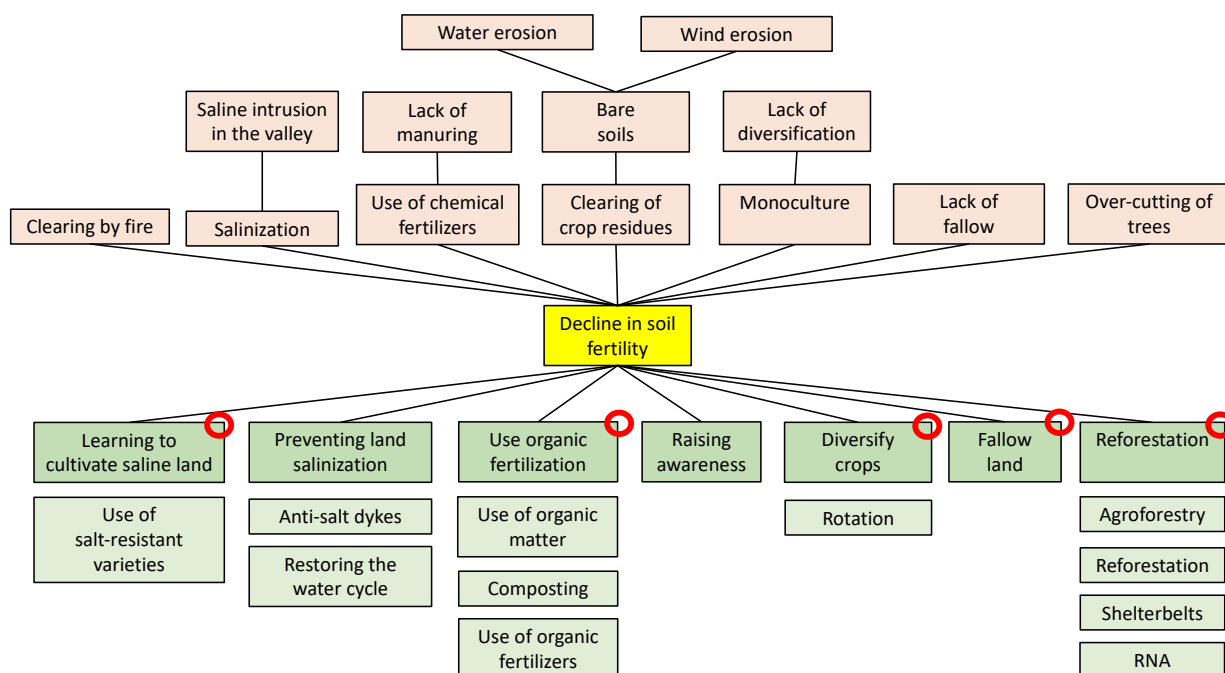 Water erosion
Wind erosion
Saline intrusion
in the valley
Lack of
manuring
Bare
soils
Lack of
diversification
Clearing by fire
Salinization
Use of chemical
fertilizers
Clearing of
crop residues
Monoculture
Lack of
fallow
Over-cutting of
trees
Decline in soil
fertility
Learning to
cultivate saline land
Preventing land
salinization
Use organic
fertilization
Raising
awareness
Diversify
crops
Fallow
land
Reforestation
Use of
salt-resistant
varieties
Anti-salt dykes
Restoring the
water cycle
Use of organic
matter
Composting
Use of organic
fertilizers
Rotation
Agroforestry
Reforestation
Shelterbelts
RNA